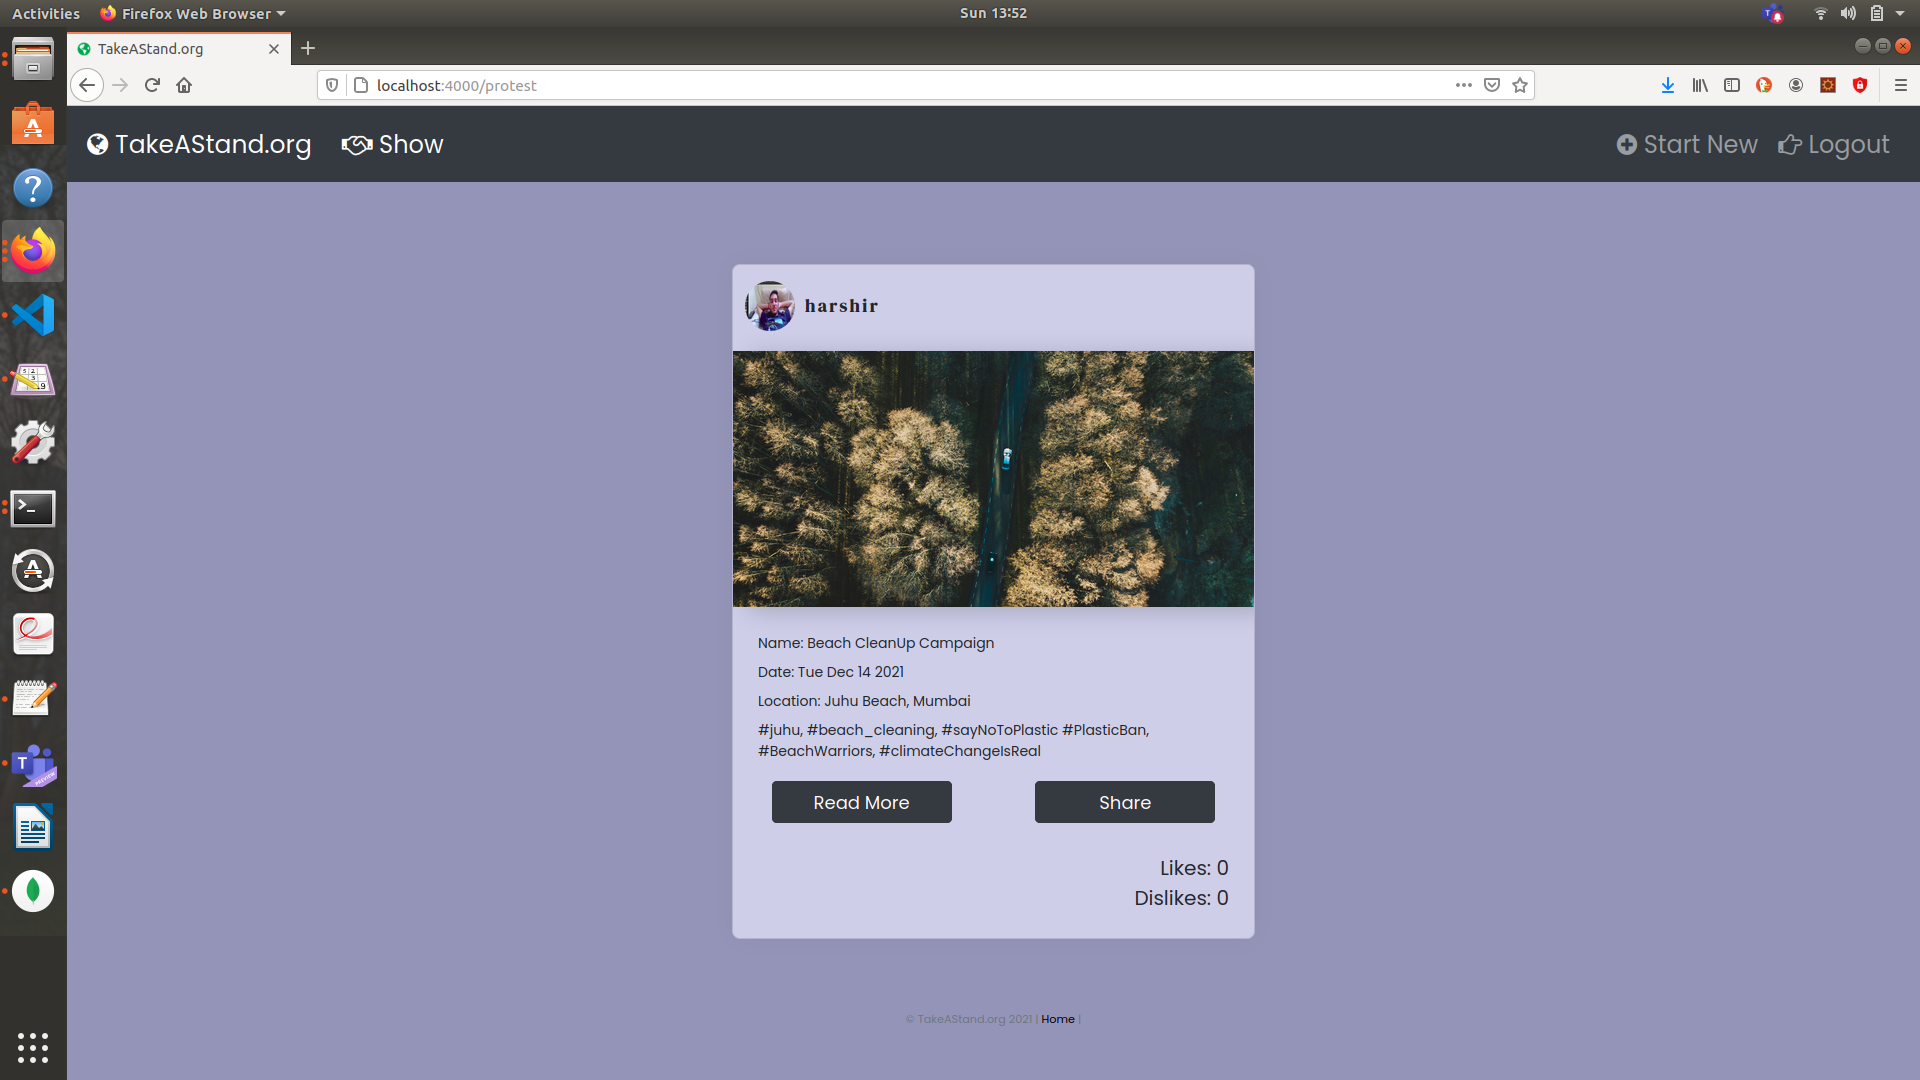 Activities Firefox Web Browser Sun 13:52
TakeAStand.org
localhost:4000/protest
TakeAStand.org Show Start New Logout
harshir
Name: Beach CleanUp Campaign
Date: Tue Dec 14 2021
Location: Juhu Beach, Mumbai
#juhu, #beach_cleaning, #sayNoToPlastic #PlasticBan,
#BeachWarriors, #climateChangeIsReal
Read More Share
Likes: 0
Dislikes: 0
© TakeAStand.org 2021 | Home |